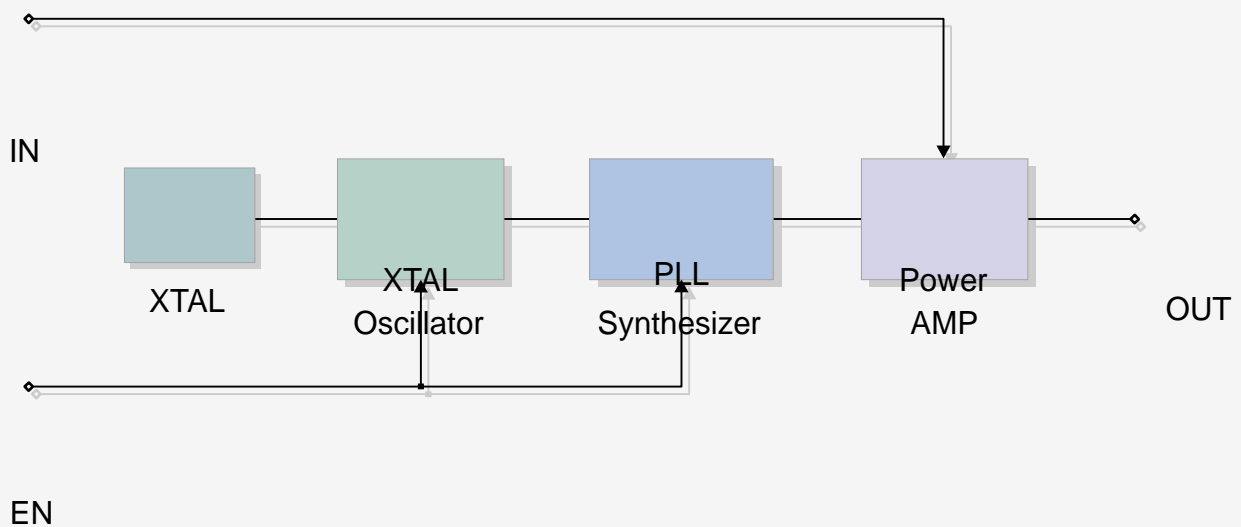 IN
XTAL
XTAL
Oscillator
PLL
Synthesizer
Power
AMP
OUT
EN